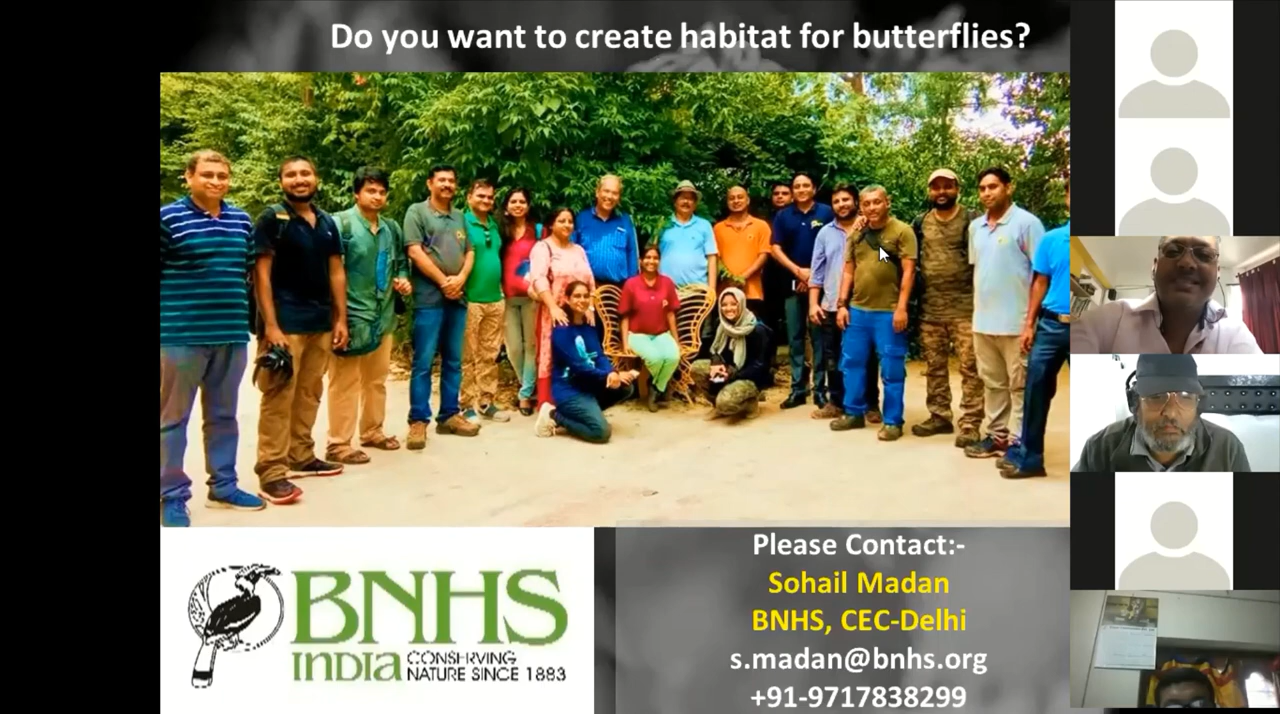 Do you want to create habitat for butterflies?
BNHS
INDIA
CONSERVING
NATURE SINCE 1883
Please Contact:-
Sohail Madan
BNHS, CEC-Delhi
s.madan@bnhs.org
+91-9717838299